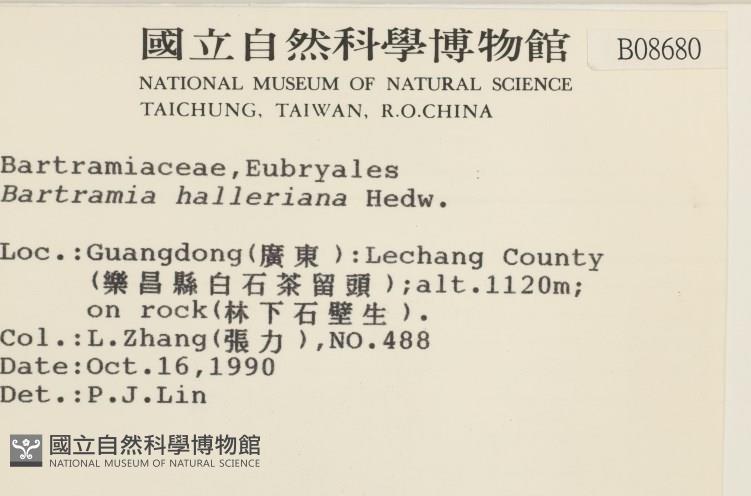 國立自然科學博物館
B08680
NATIONAL MUSEUM OF NATURAL SCIENCE
TAICHUNG, TAIWAN, R.O.CHINA
Bartramiaceae,Eubryales
Bartramia halleriana Hedw.
Loc.:Guangdong(廣東):Lechang County
(樂昌縣白石茶留頭);alt.1120m;
on rock(林下石壁生).
Col.:L.Zhang(張力),NO.488
Date:Oct.16,1990
Det.:P.J.Lin
國立自然科學博物館
NATIONAL MUSEUM OF NATURAL SCIENCE